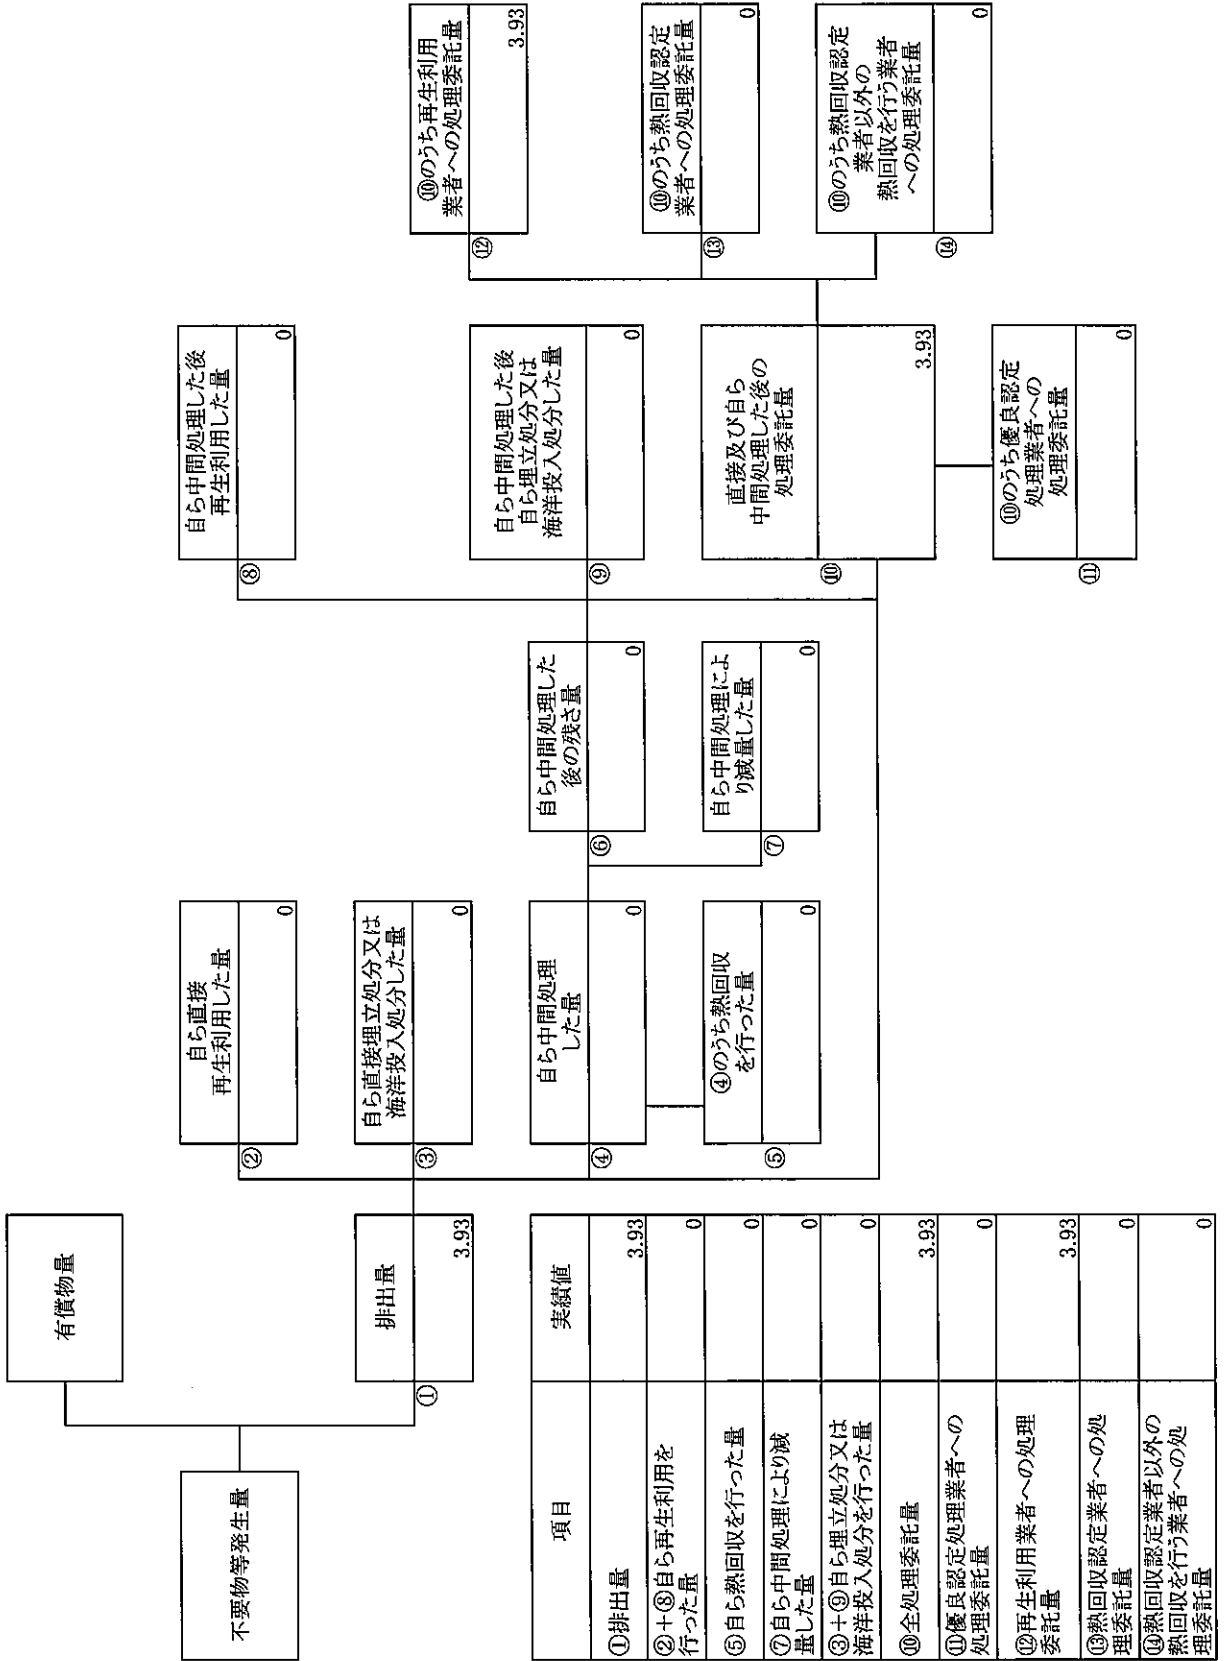 不要物等発生量
有償物量
①
排出量
3.93
②
自ら直接
再生利用した量
0
③
自ら直接埋立処分又は
海洋投入処分した量
0
④
自ら中間処理
した量
0
⑤
④のうち熱回収
を行った量
0
⑥
自ら中間処理した
後の残さ量
0
⑦
自ら中間処理によ
り減量した量
0
⑧
自ら中間処理した後
再生利用した量
0
⑨
自ら中間処理した後
自ら埋立処分又は
海洋投入処分した量
0
⑩
直接及び自ら
中間処理した後の
処理委託量
3.93
⑪
⑩のうち優良認定
処理業者への
処理委託量
0
⑫
⑩のうち再生利用
業者への処理委託量
3.93
⑬
⑩のうち熱回収認定
業者への処理委託量
0
⑭
⑩のうち熱回収認定
業者以外の
熱回収を行う業者
への処理委託量
0
項目 実績値
①排出量 3.93
②+⑧自ら再生利用を
行った量 0
⑤自ら熱回収を行った量 0
⑦自ら中間処理により減
量した量 0
③+⑨自ら埋立処分又は
海洋投入処分を行った量 0
⑩全処理委託量 3.93
⑪優良認定処理業者への
処理委託量 0
⑫再生利用業者への処理
委託量 3.93
⑬熱回収認定業者への処
理委託量 0
⑭熱回収認定業者以外の
熱回収を行う業者への処
理委託量 0